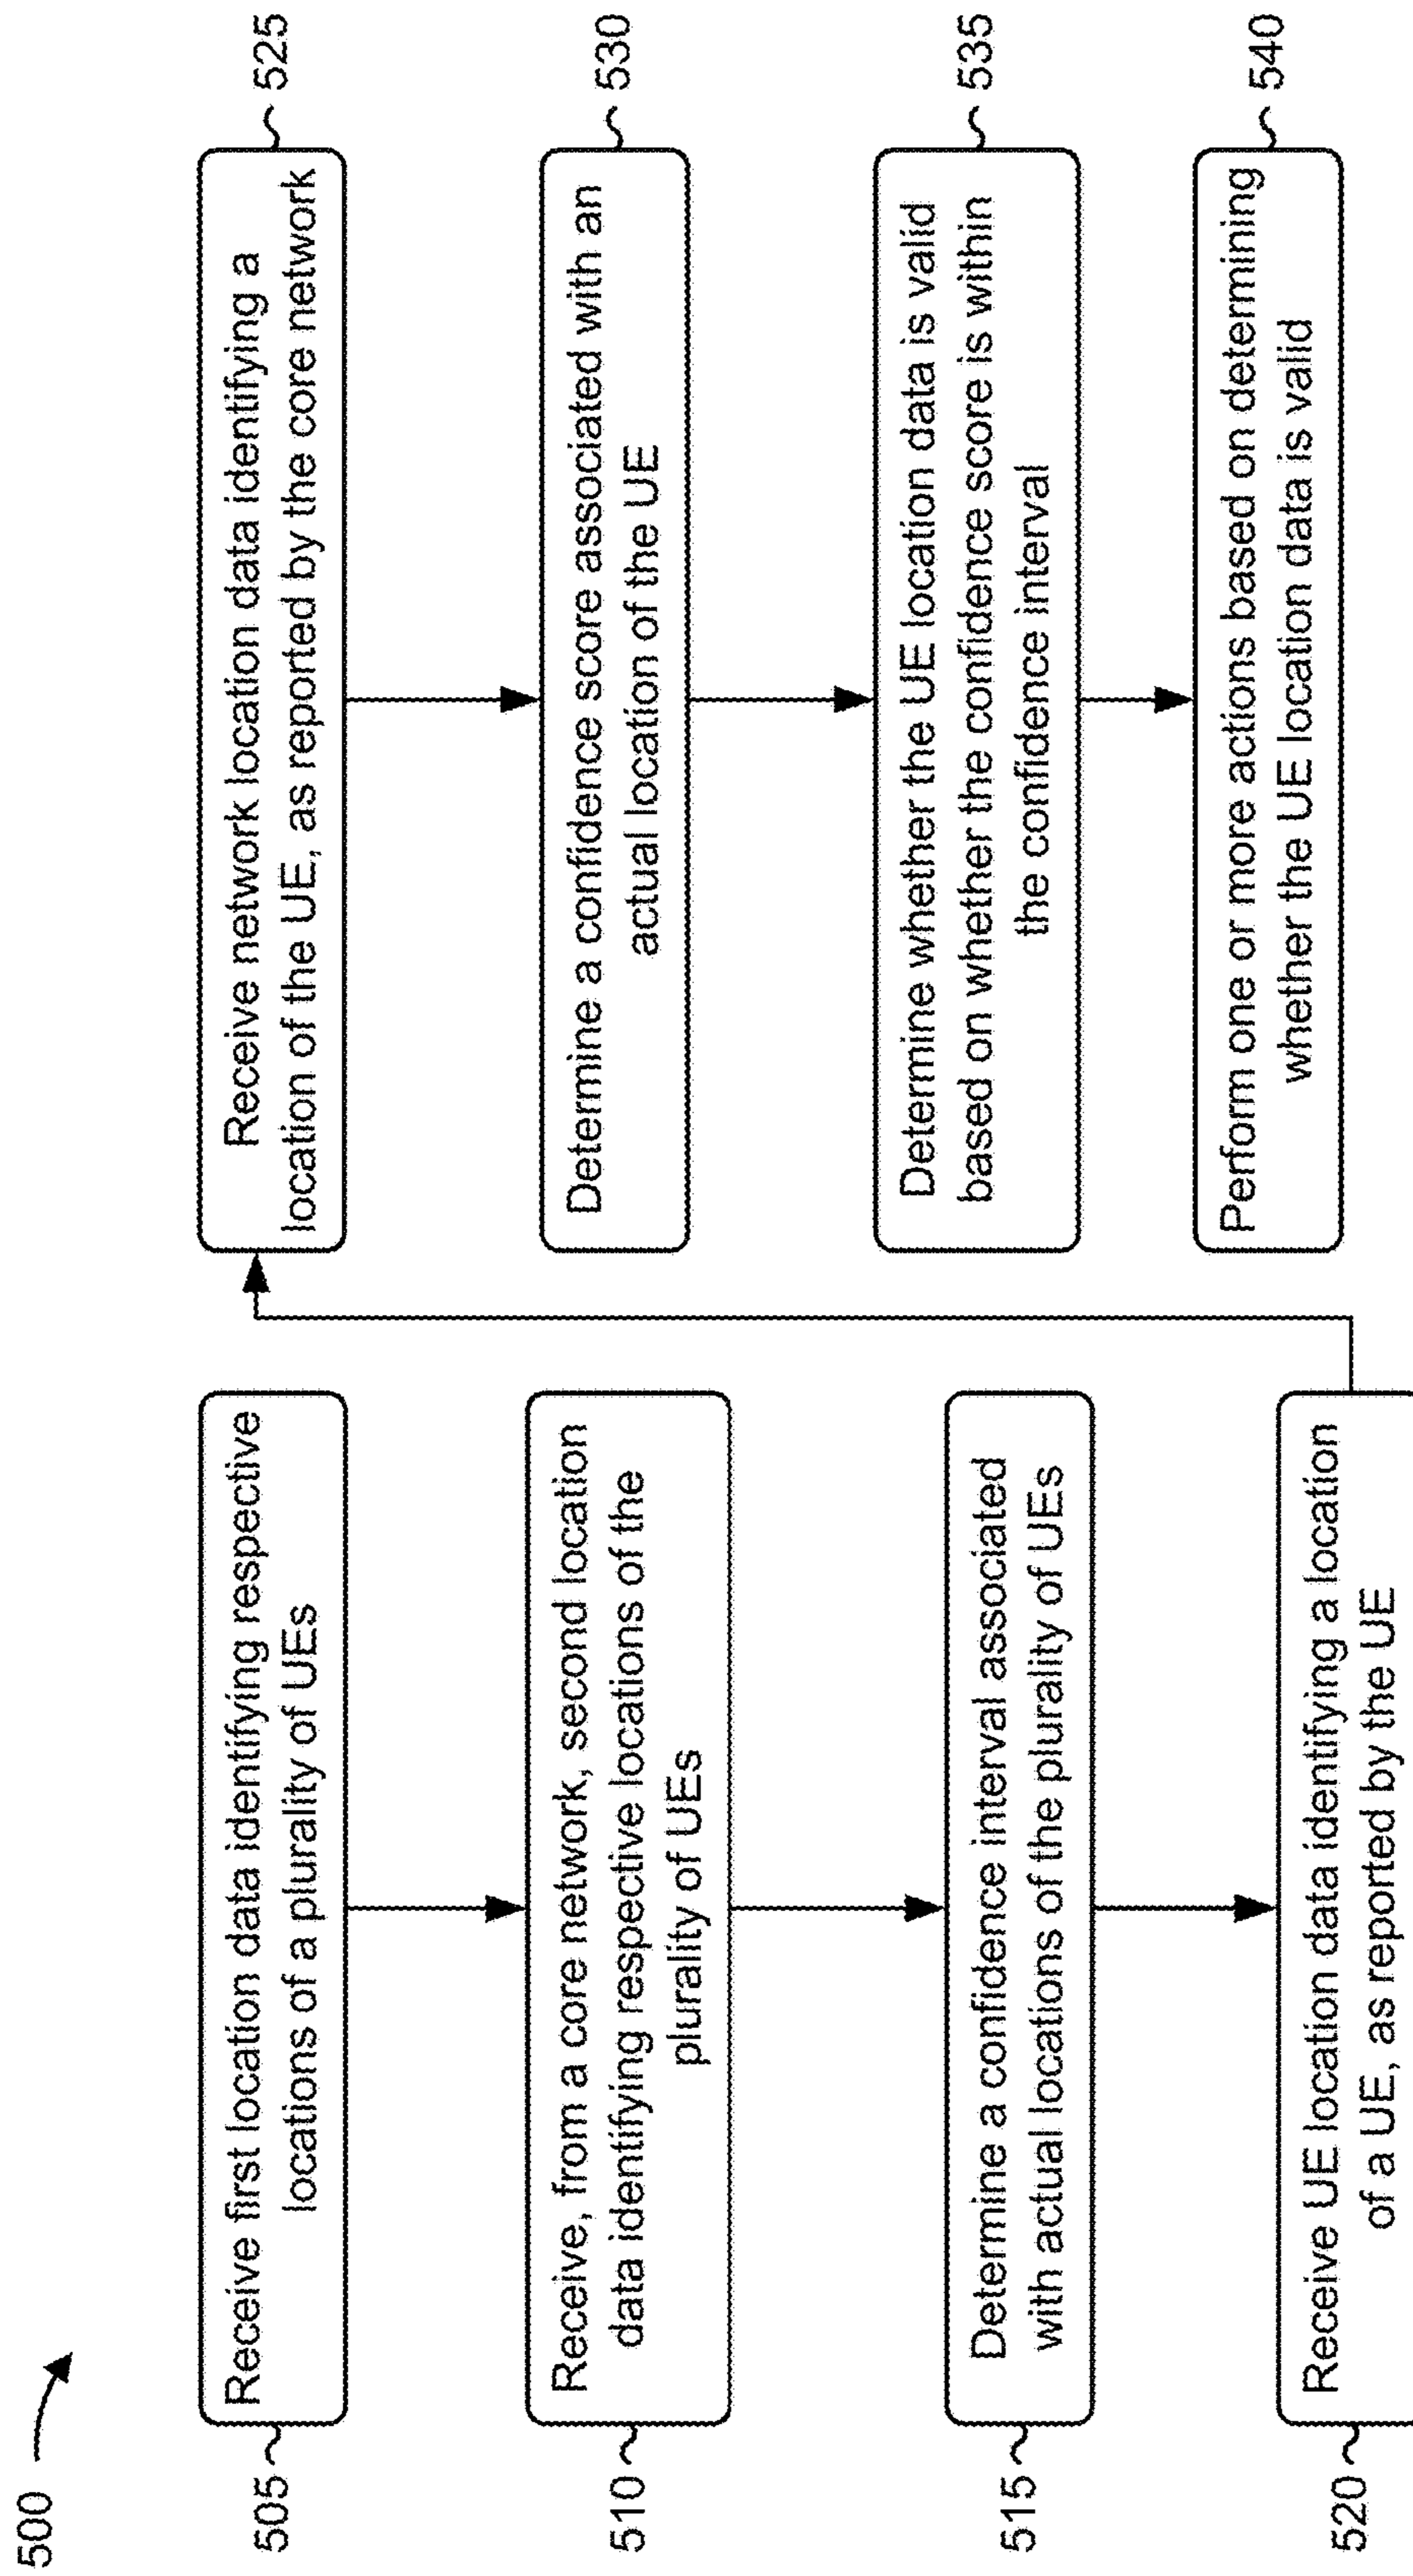 500
505
Receive first location data identifying respective
locations of a plurality of UEs
510
Receive, from a core network, second location
data identifying respective locations of the
plurality of UEs
515
Determine a confidence interval associated
with actual locations of the plurality of UEs
520
Receive UE location data identifying a location
of a UE, as reported by the UE
525
Receive network location data identifying a
location of the UE, as reported by the core network
530
Determine a confidence score associated with an
actual location of the UE
535
Determine whether the UE location data is valid
based on whether the confidence score is within
the confidence interval
540
Perform one or more actions based on determining
whether the UE location data is valid